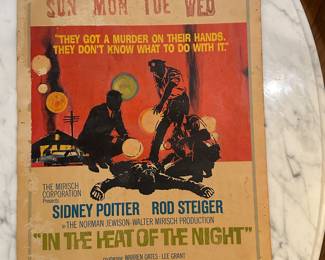 SUN MON TUE WED
"THEY GOT A MURDER ON THEIR HANDS.
THEY DON'T KNOW WHAT TO DO WITH IT."
THE MIRISCH
CORPORATION
Presents
SIDNEY POITIER ROD STEIGER
IN THE NORMAN JEWISON-WALTER MIRISCH PRODUCTION
"IN THE HEAT OF THE NIGHT"
WARREN OATES · LEE GRANT